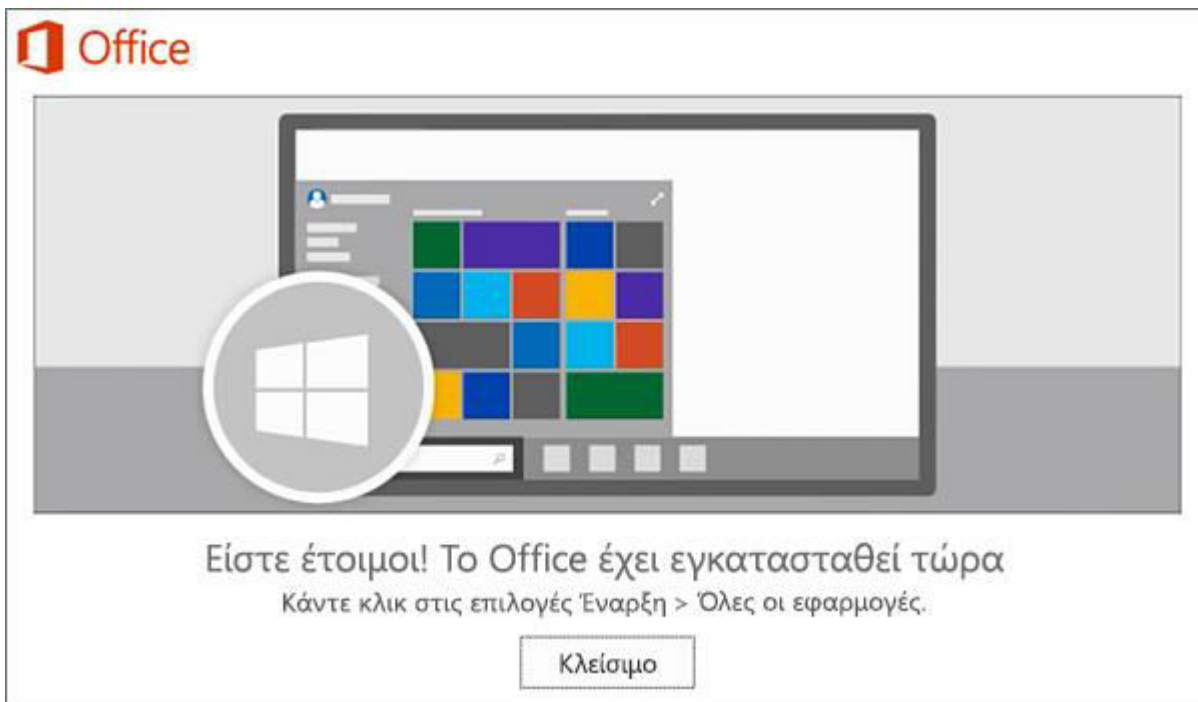 Office
Είστε έτοιμοι! Το Office έχει εγκατασταθεί τώρα
Κάντε κλικ στις επιλογές Έναρξη > Όλες οι εφαρμογές.
Κλείσιμο